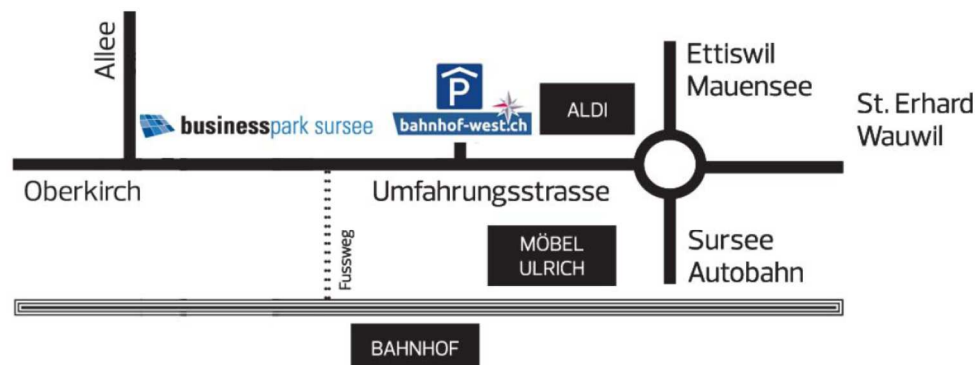 Allee
businesspark sursee
P
bahnhof-west.ch
ALDI
Ettiswil
Mauensee
St. Erhard
Wauwil
Oberkirch
Umfahrungsstrasse
Fussweg
MÖBEL
ULRICH
Sursee
Autobahn
BAHNHOF